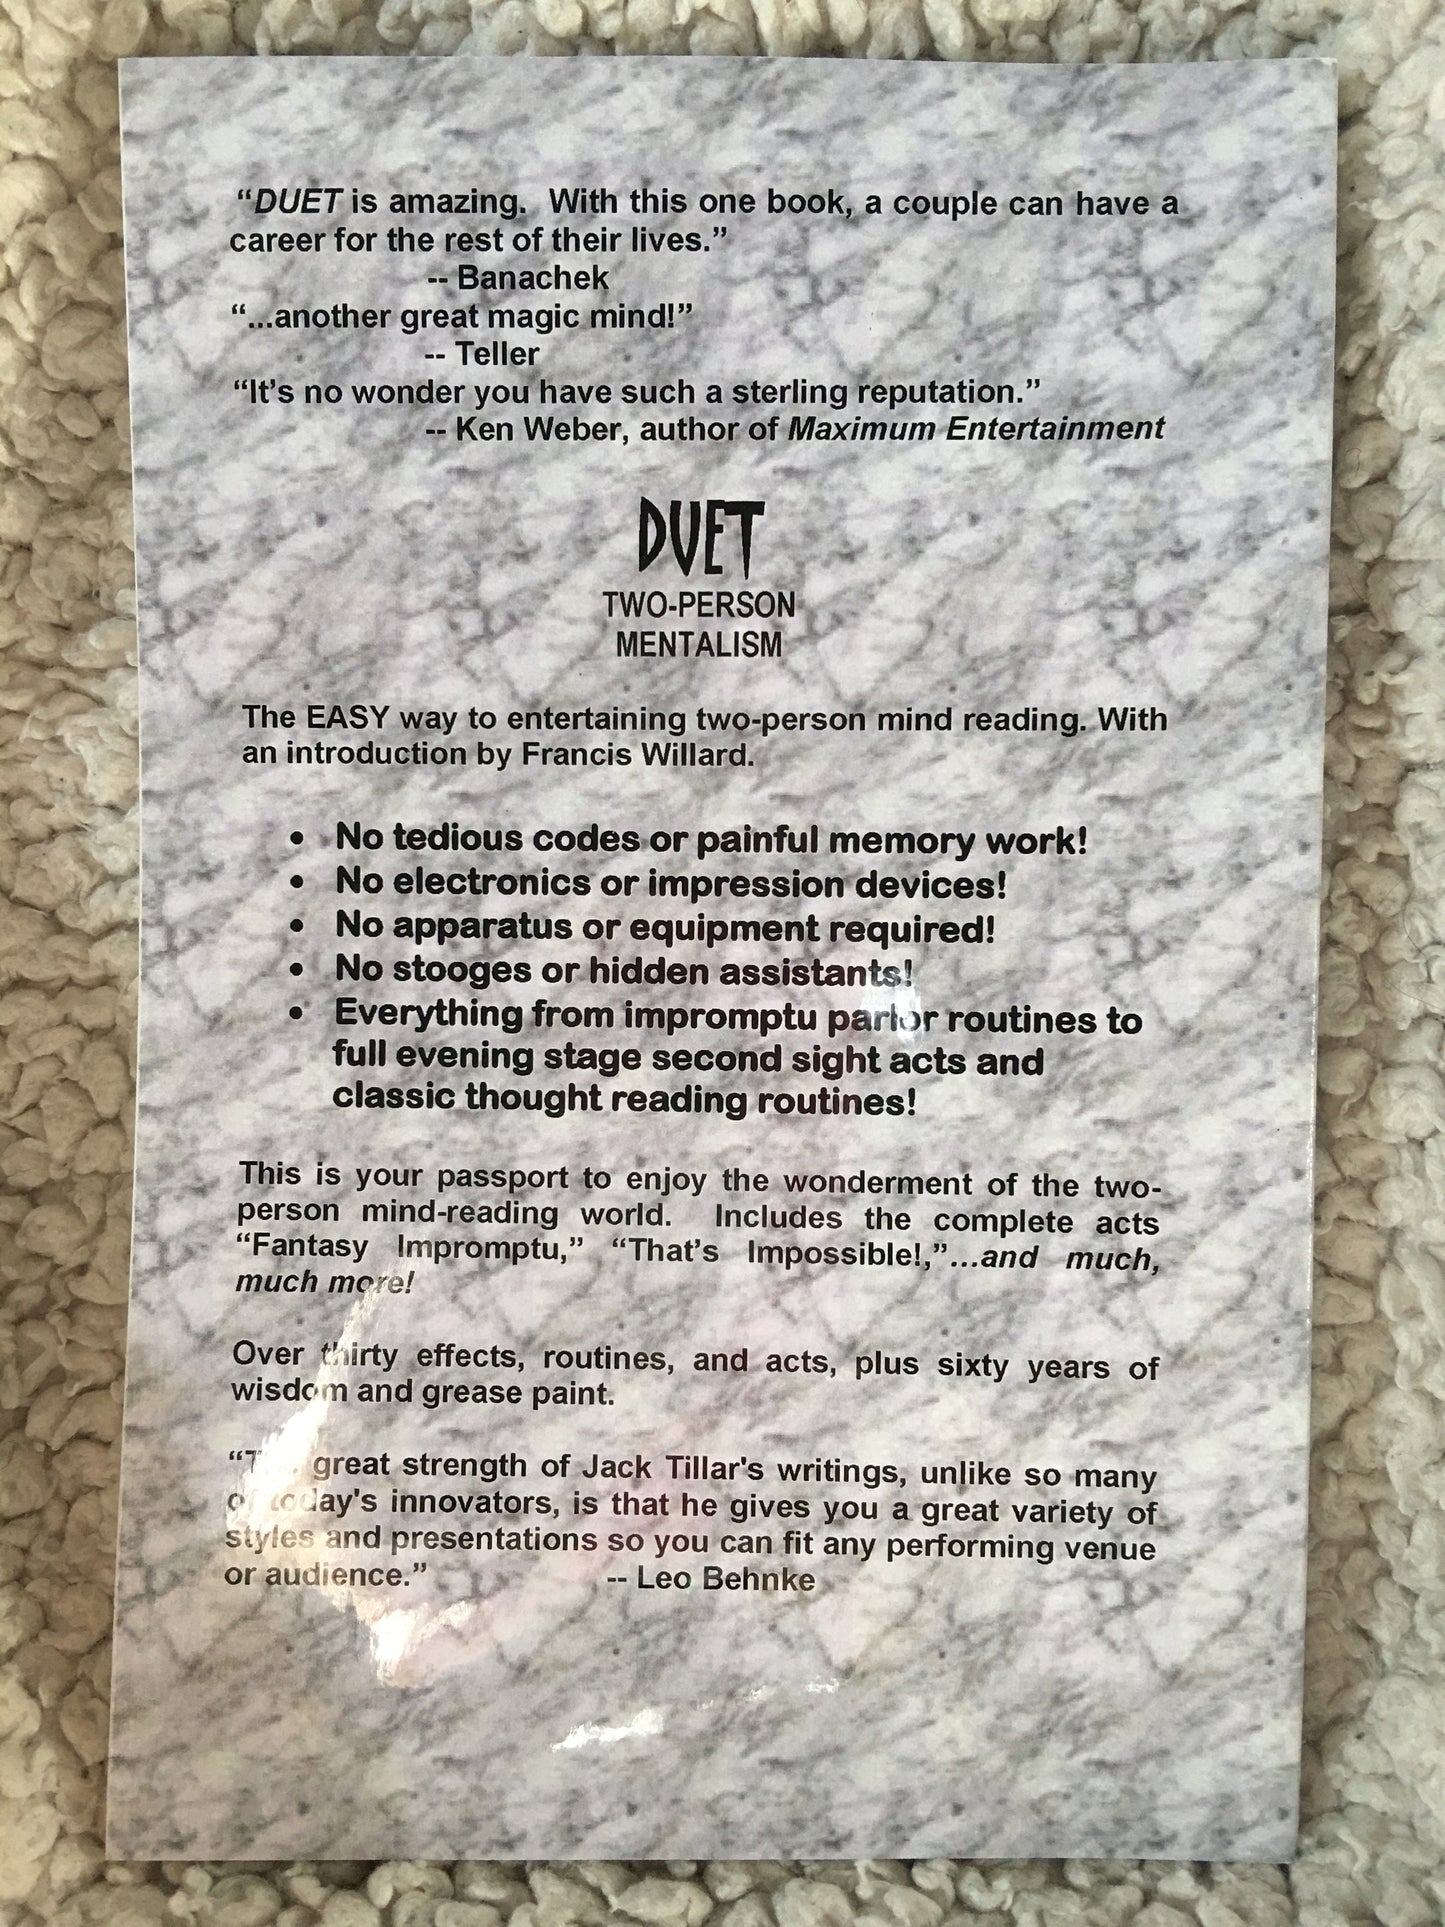 “DUET is amazing. With this one book, a couple can have a
career for the rest of their lives.”
-- Banachek
“...another great magic mind!”
-- Teller
“It’s no wonder you have such a sterling reputation.”
-- Ken Weber, author of Maximum Entertainment
DUET
TWO-PERSON
MENTALISM
The EASY way to entertaining two-person mind reading. With
an introduction by Francis Willard.
• No tedious codes or painful memory work!
• No electronics or impression devices!
• No apparatus or equipment required!
• No stooges or hidden assistants!
• Everything from impromptu parlor routines to
full evening stage second sight acts and
classic thought reading routines!
This is your passport to enjoy the wonderment of the two-
person mind-reading world. Includes the complete acts
“Fantasy Impromptu,” “That’s Impossible!,”...and much,
much more!
Over thirty effects, routines, and acts, plus sixty years of
wisdom and grease paint.
great strength of Jack Tillar's writings, unlike so many
of today's innovators, is that he gives you a great variety of
styles and presentations so you can fit any performing venue
or audience.” -- Leo Behnke